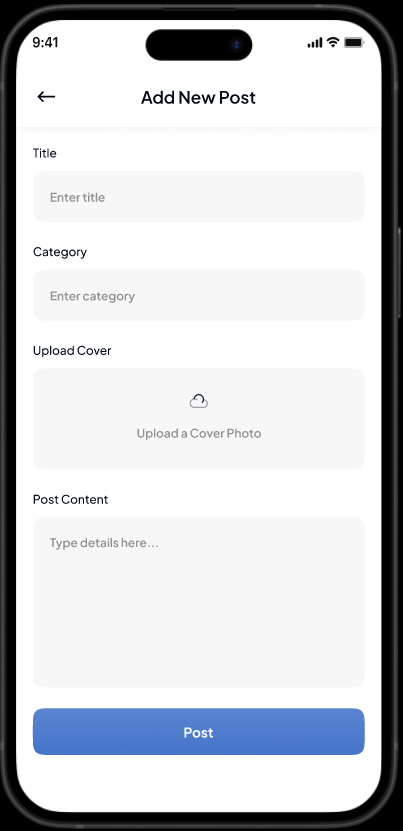 9:41
Add New Post
Title
Enter title
Category
Enter category
Upload Cover
Upload a Cover Photo
Post Content
Type details here...
Post